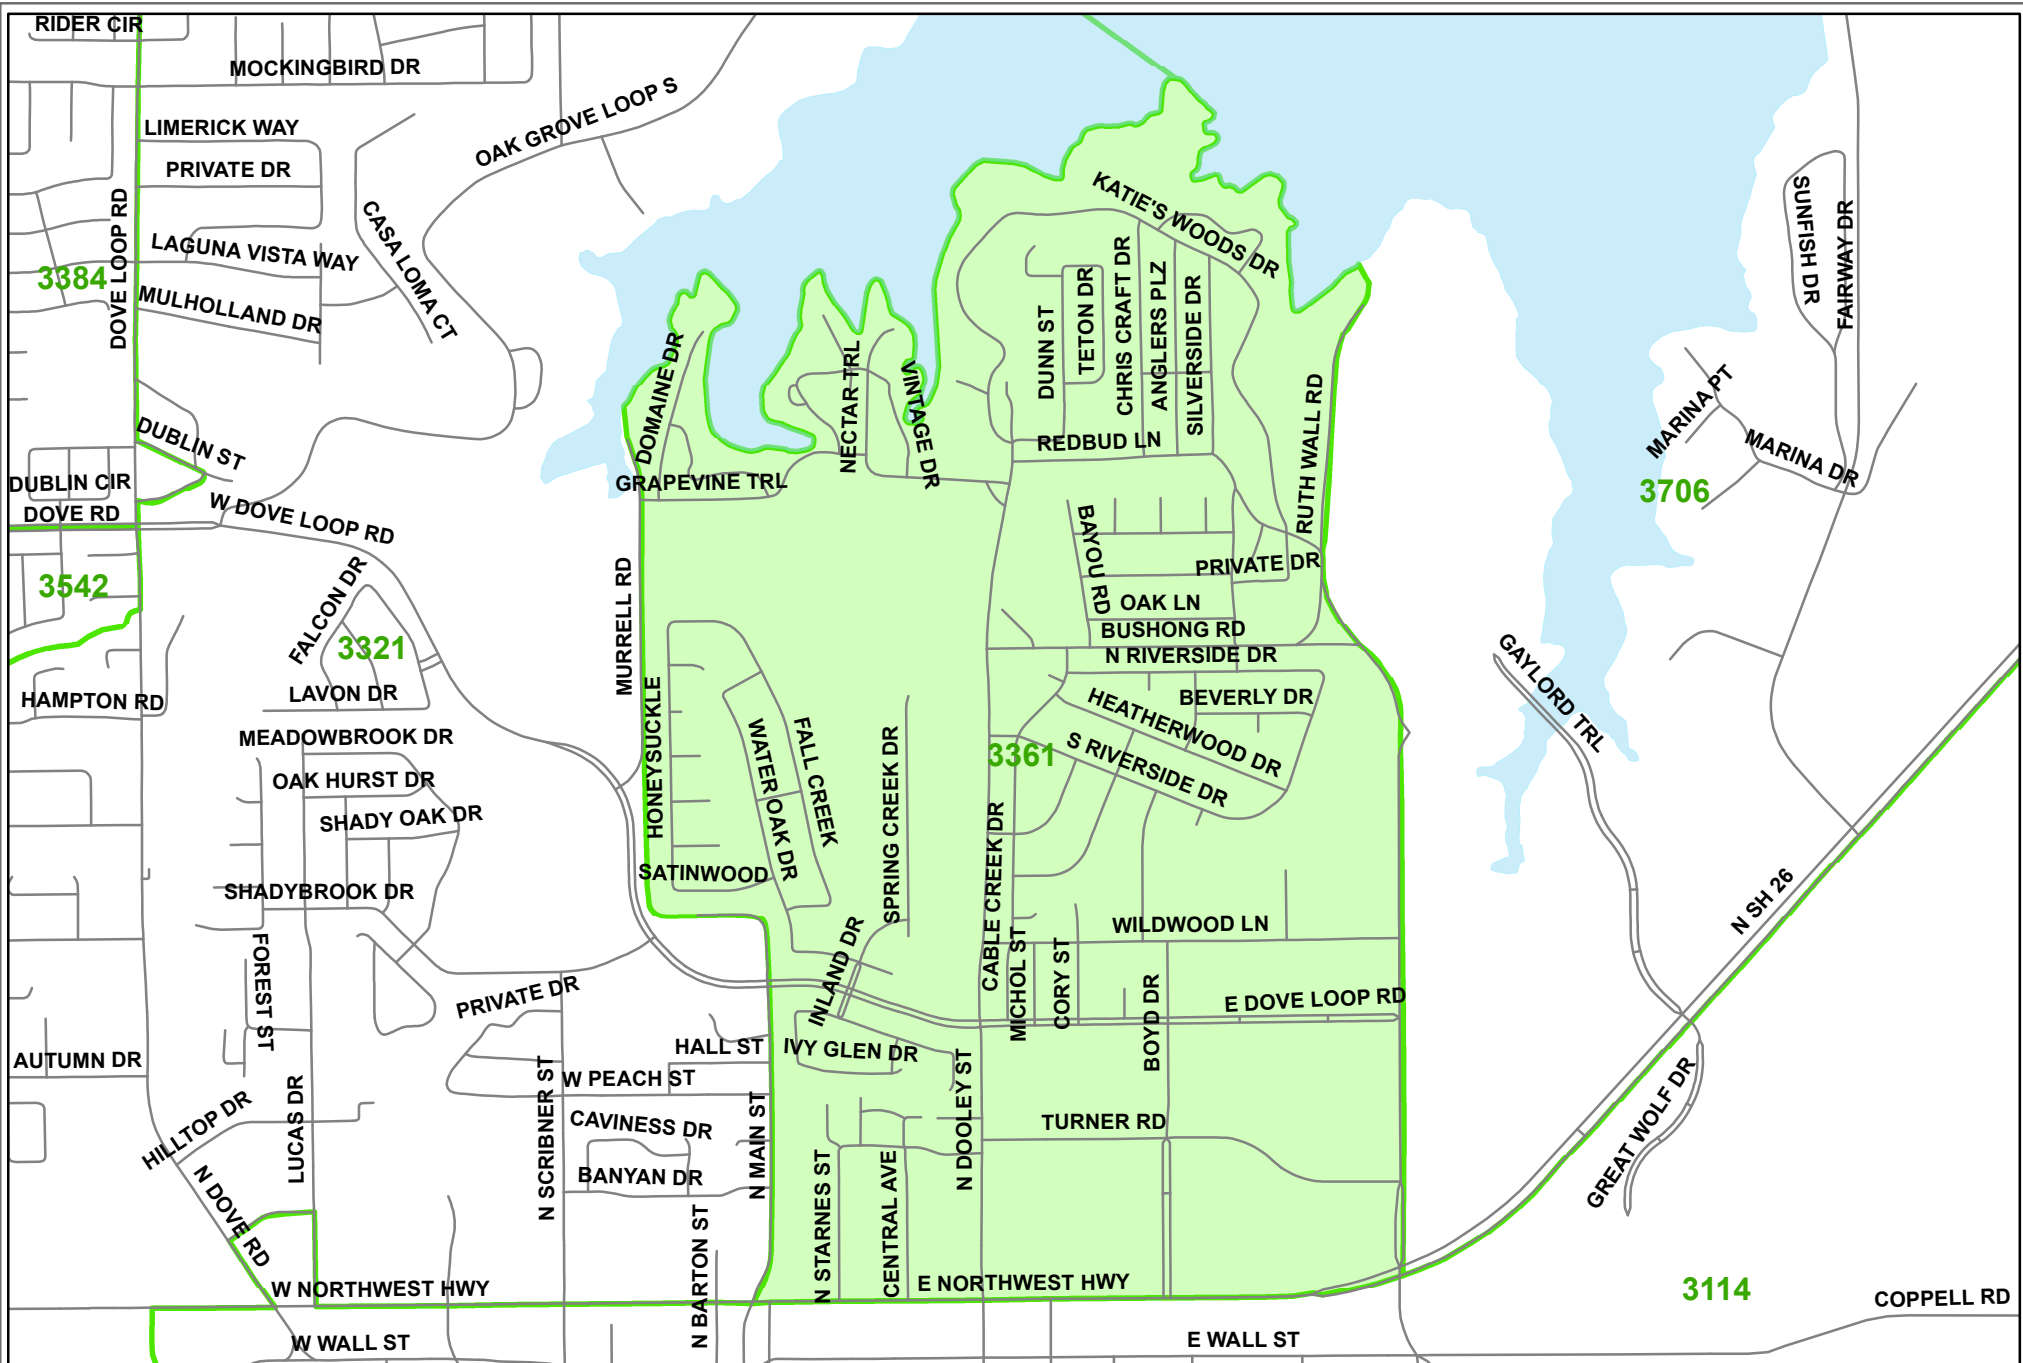 RIDER CIR
MOCKINGBIRD DR
OAK GROVE LOOP S
LIMERICK WAY
PRIVATE DR
DOVE LOOP RD
CASA LOMA CT
LAGUNA VISTA WAY
3384
MULHOLLAND DR
KATIE'S WOODS DR
SUNFISH DR
FAIRWAY DR
DUNN ST
TETON DR
CHRIS CRAFT DR
ANGLERS PLZ
SILVERSIDE DR
DOMAINE DR
NECTAR TRL
VINTAGE DR
RUTH WALL RD
MARINA PT
MARINA DR
3706
DUBLIN ST
DUBLIN CIR
DOVE RD
W DOVE LOOP RD
GRAPEVINE TRL
REDBUD LN
BAYOU RD
PRIVATE DR
OAK LN
BUSHONG RD
N RIVERSIDE DR
3542
FALCON DR
3321
MURRELL RD
LAVON DR
HAMPTON RD
HONEYSUCKLE
BEVERLY DR
HEATHERWOOD DR
S RIVERSIDE DR
GAYLORD TRL
MEADOWBROOK DR
OAK HURST DR
SHADY OAK DR
SHADYBROOK DR
WATER OAK DR
FALL CREEK
SPRING CREEK DR
3361
SATINWOOD
CABLE CREEK DR
WILDWOOD LN
N SH 26
FOREST ST
PRIVATE DR
INLAND DR
MICHOL ST
CORY ST
BOYD DR
E DOVE LOOP RD
AUTUMN DR
HALL ST
IVY GLEN DR
W PEACH ST
N SCRIBNER ST
LUCAS DR
HILLTOP DR
CAVINESS DR
BANYAN DR
N MAIN ST
N DOOLEY ST
TURNER RD
GREAT WOLF DR
N DOVE RD
N STARNES ST
CENTRAL AVE
N BARTON ST
W NORTHWEST HWY
E NORTHWEST HWY
3114
COPPELL RD
W WALL ST
E WALL ST